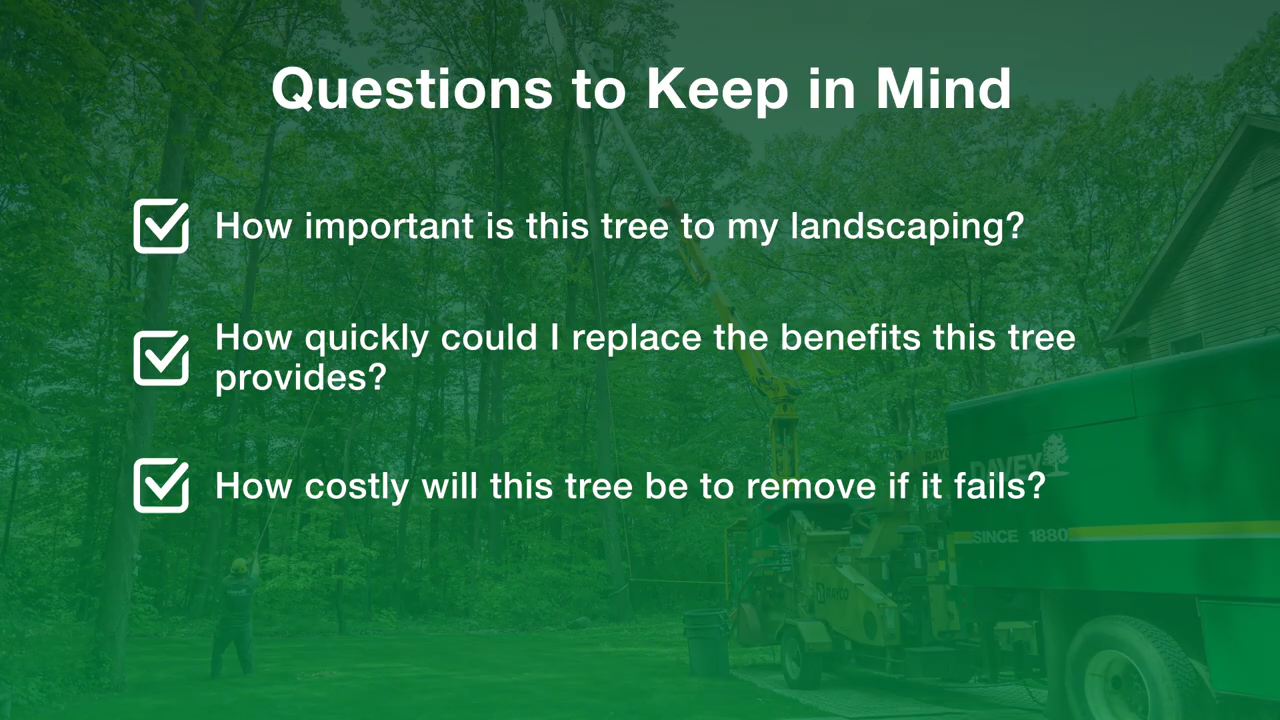 Questions to Keep in Mind
How important is this tree to my landscaping?
How quickly could I replace the benefits this tree
provides?
How costly will this tree be to remove if it fails?
DAVEY
SINCE 1880
RAYCO